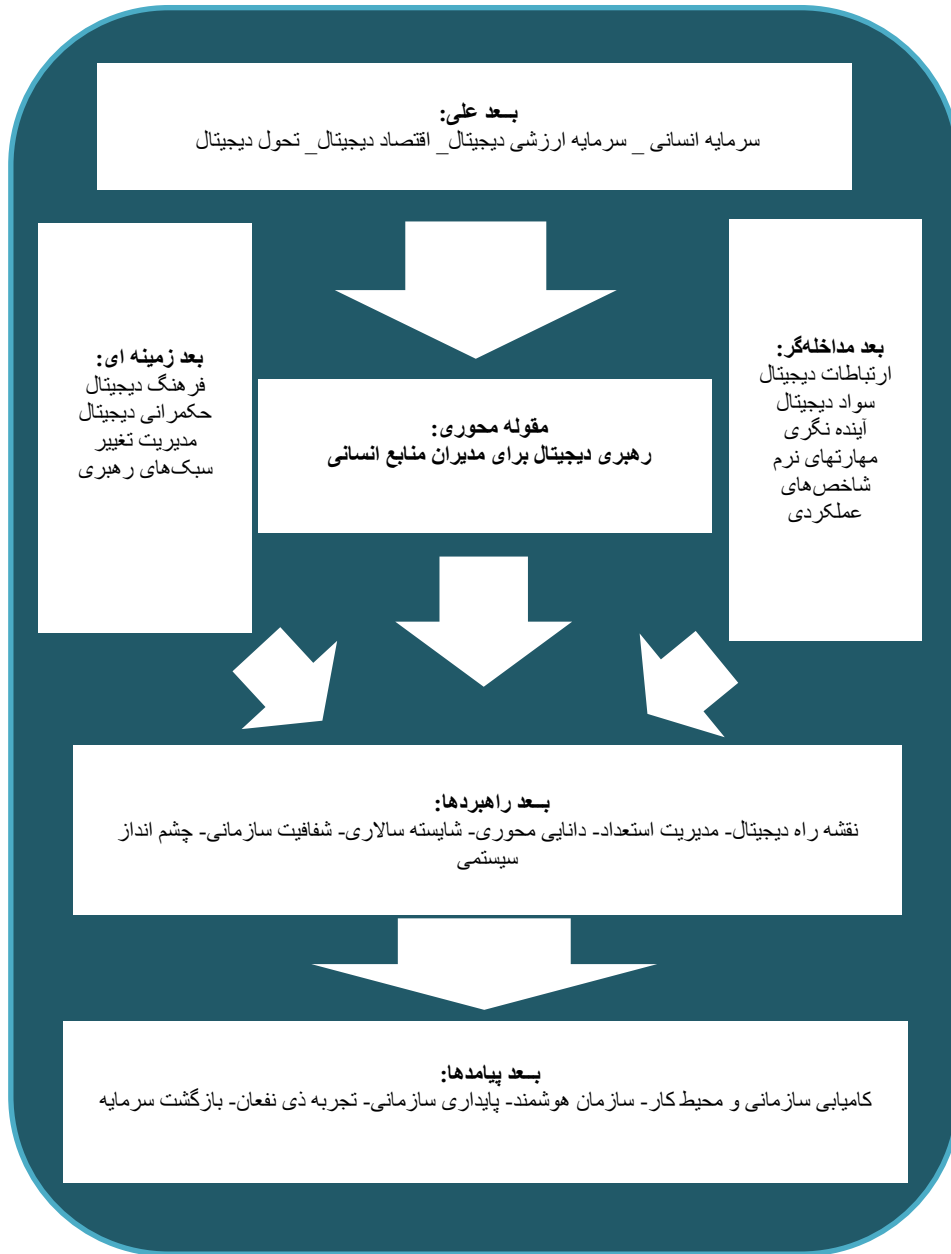 بــعد علی:
سرمایه انسانی _ سرمایه ارزشی دیجیتال_ اقتصاد دیجیتال_ تحول دیجیتال
بعد مداخله‌گر:
ارتباطات دیجیتال
سواد دیجیتال
آینده نگری
مهارتهای نرم
شاخص‌های
عملکردی
بعد زمینه ای:
فرهنگ دیجیتال
حکمرانی دیجیتال
مدیریت تغییر
سبک‌های رهبری
مقوله محوری:
رهبری دیجیتال برای مدیران منابع انسانی
بــعد راهبردها:
نقشه راه دیجیتال- مدیریت استعداد- دانایی محوری- شایسته سالاری- شفافیت سازمانی- چشم انداز
سیستمی
بــعد پیامدها:
کامیابی سازمانی و محیط کار- سازمان هوشمند- پایداری سازمانی- تجربه ذی نفعان- بازگشت سرمایه